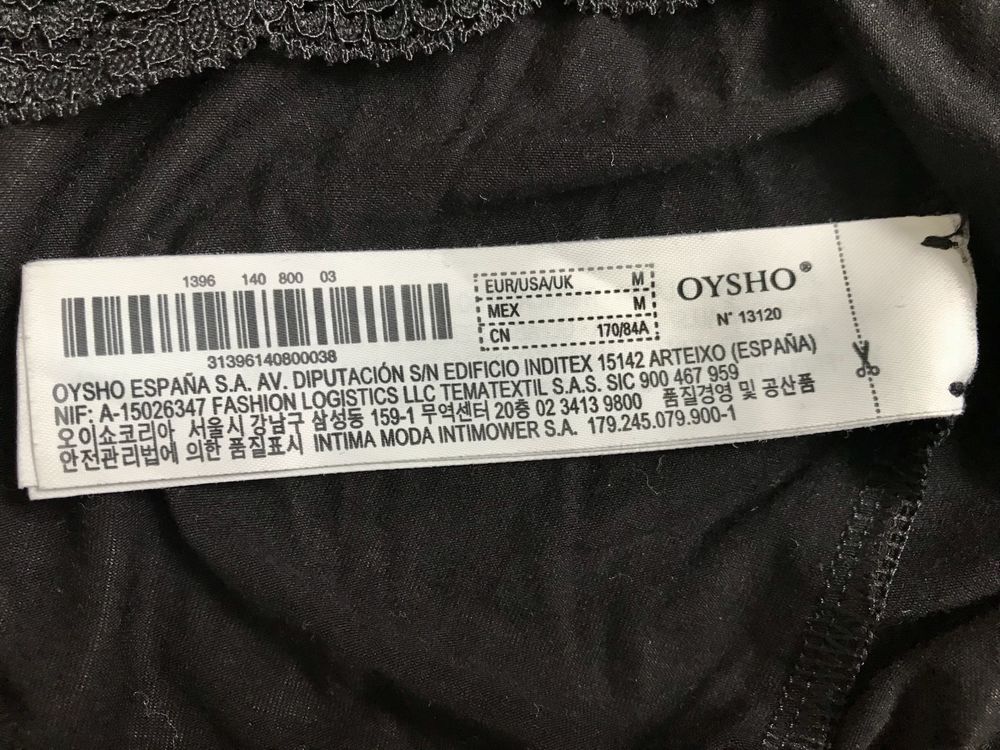 1396 140 800 03
31396140800038
EUR/USA/UK M
MEX M
CN 170/84A
OYSHO®
N° 13120
OYSHO ESPAÑA S.A. AV. DIPUTACIÓN S/N EDIFICIO INDITEX 15142 ARTEIXO (ESPAÑA)
NIF: A-15026347 FASHION LOGISTICS LLC TEMATEXTIL S.A.S. SIC 900 467 959
오이쇼코리아 서울시 강남구 삼성동 159-1 무역센터 20층 02 3413 9800 품질경영 및 공산품
안전관리법에 의한 품질표시 INTIMA MODA INTIMOWER S.A. 179.245.079.900-1